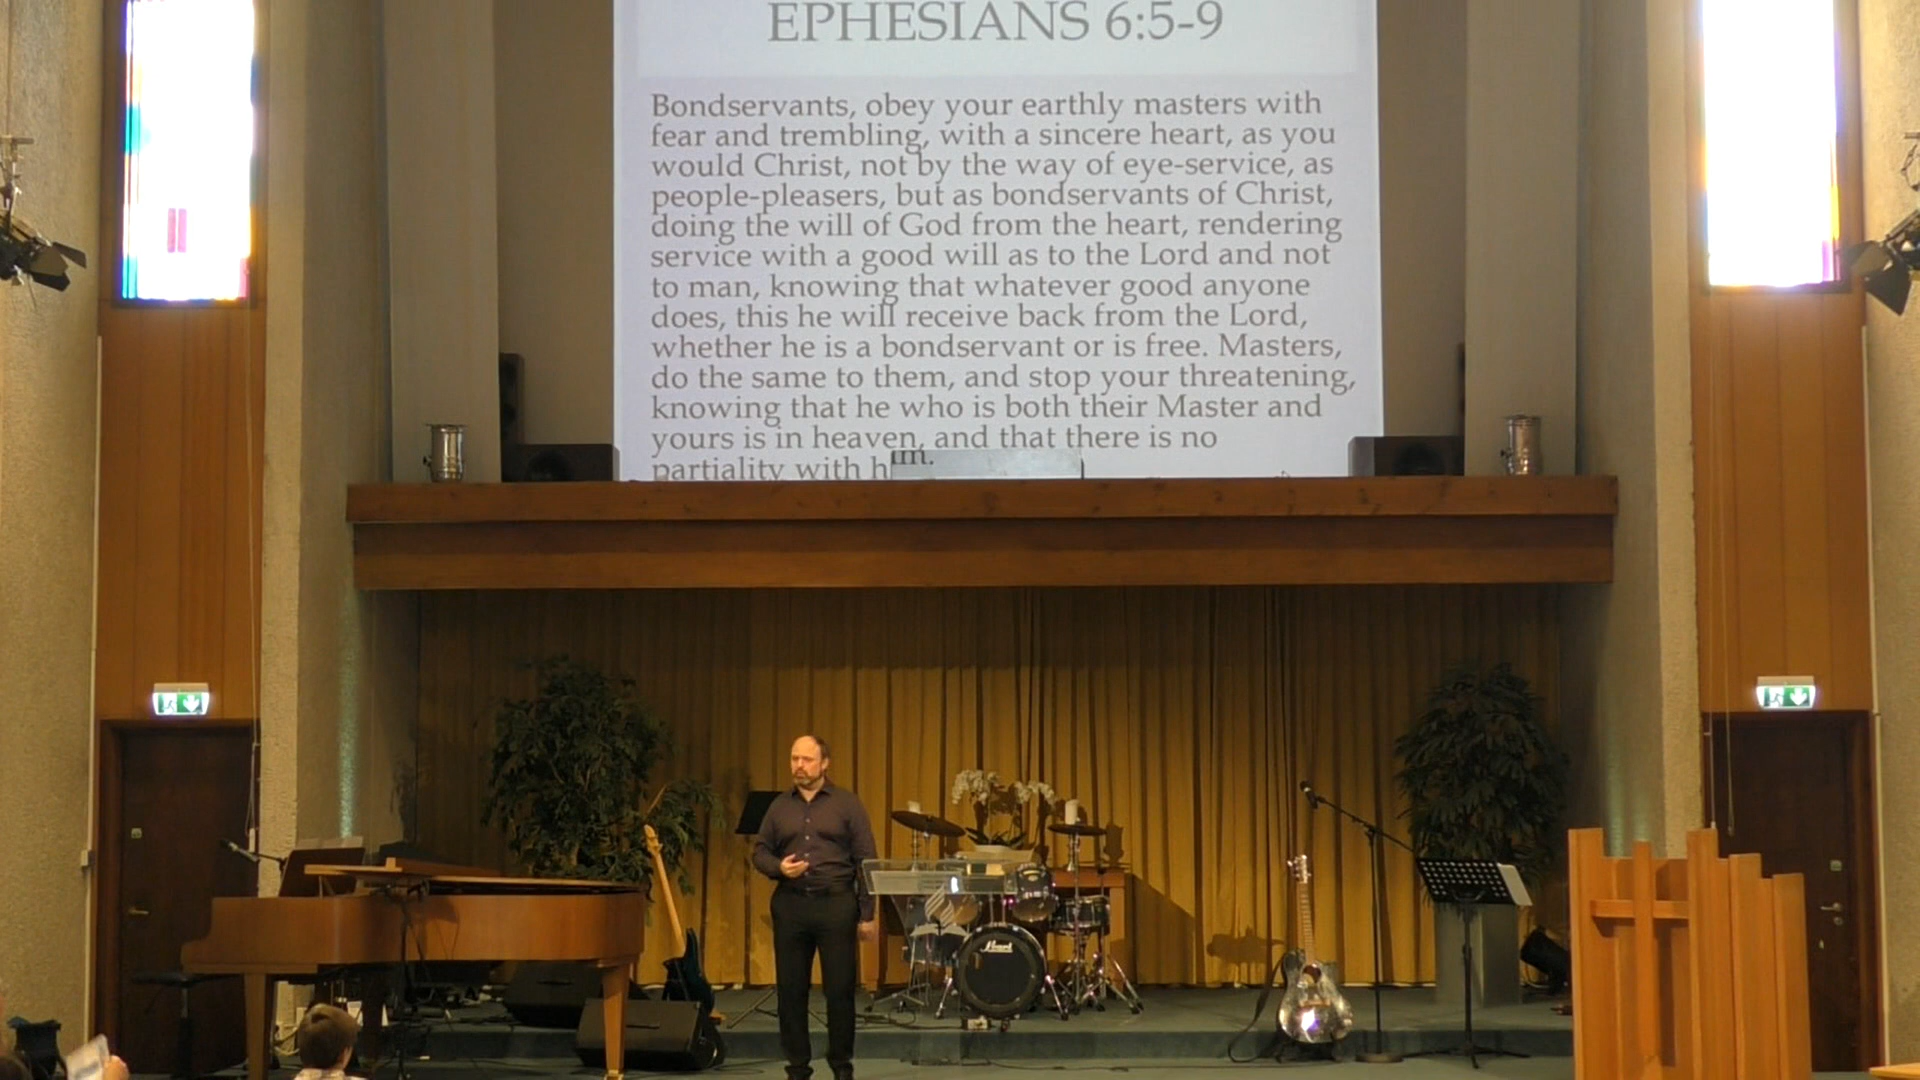 EPHESIANS 6:5-9
Bondservants, obey your earthly masters with
fear and trembling, with a sincere heart, as you
would Christ, not by the way of eye-service, as
people-pleasers, but as bondservants of Christ,
doing the will of God from the heart, rendering
service with a good will as to the Lord and not
to man, knowing that whatever good anyone
does, this he will receive back from the Lord,
whether he is a bondservant or is free. Masters,
do the same to them, and stop your threatening,
knowing that he who is both their Master and
yours is in heaven, and that there is no
partiality with him.
Pearl